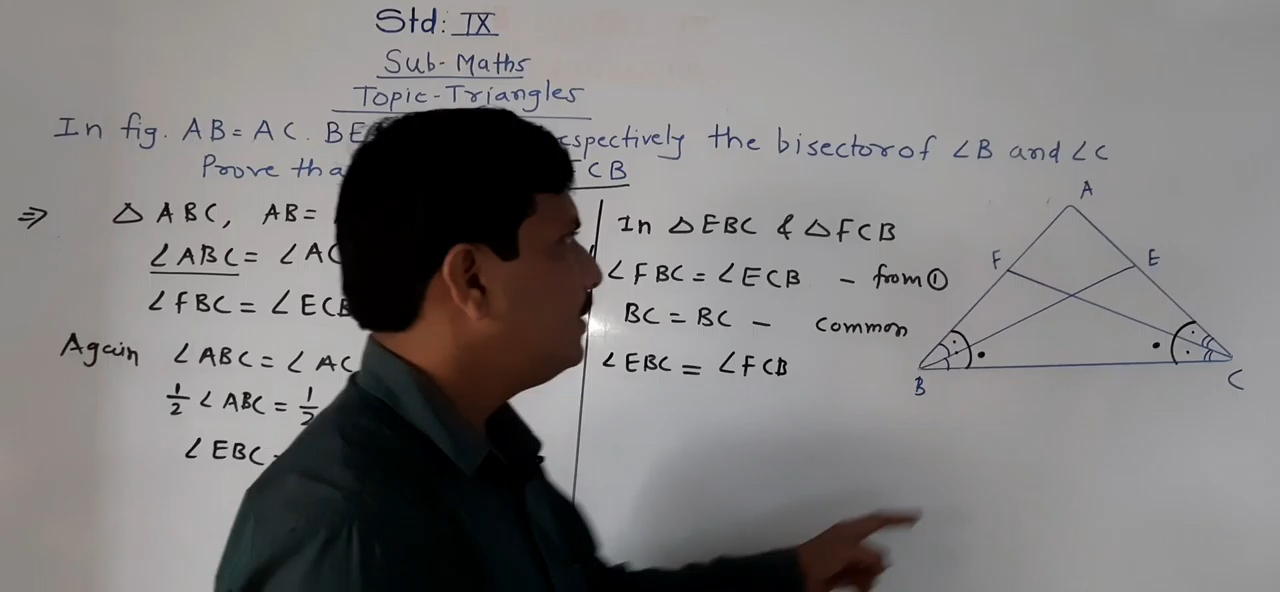 Std: IX
Sub- Maths
Topic-Triangles
In fig. AB = AC. BE respectively the bisector of ∠B and ∠C
Prove tha CB
⇒ △ ABC, AB =
∠ABC = ∠AC
∠FBC = ∠ECB
Again ∠ABC = ∠AC
1/2 ∠ABC = 1/2
∠EBC
In △EBC & △FCB
∠FBC = ∠ECB - from ①
BC = BC - common
∠EBC = ∠FCB
A
F
E
B
C